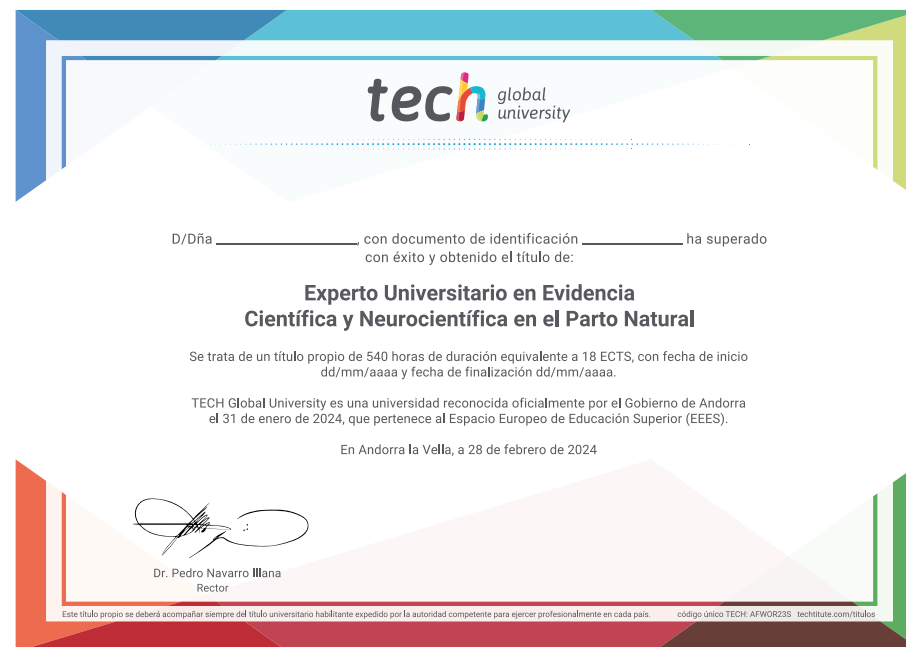 tech global university
D/Dña ____________________, con documento de identificación ______________ ha superado
con éxito y obtenido el título de:
Experto Universitario en Evidencia
Científica y Neurocientífica en el Parto Natural
Se trata de un título propio de 540 horas de duración equivalente a 18 ECTS, con fecha de inicio
dd/mm/aaaa y fecha de finalización dd/mm/aaaa.
TECH Global University es una universidad reconocida oficialmente por el Gobierno de Andorra
el 31 de enero de 2024, que pertenece al Espacio Europeo de Educación Superior (EEES).
En Andorra la Vella, a 28 de febrero de 2024
Dr. Pedro Navarro Illana
Rector
Este título propio se deberá acompañar siempre del título universitario habilitante expedido por la autoridad competente para ejercer profesionalmente en cada país. código único TECH: AFWOR23S techtitute.com/titulos